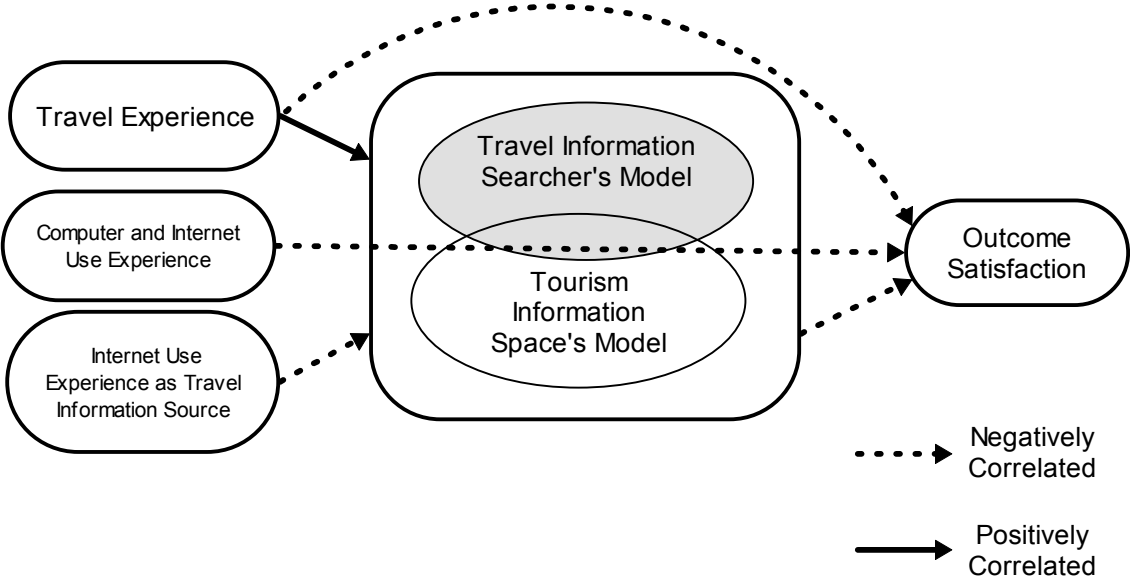 Travel Experience
Computer and Internet
Use Experience
Internet Use
Experience as Travel
Information Source
Travel Information
Searcher's Model
Tourism
Information
Space's Model
Outcome
Satisfaction
Negatively
Correlated
Positively
Correlated